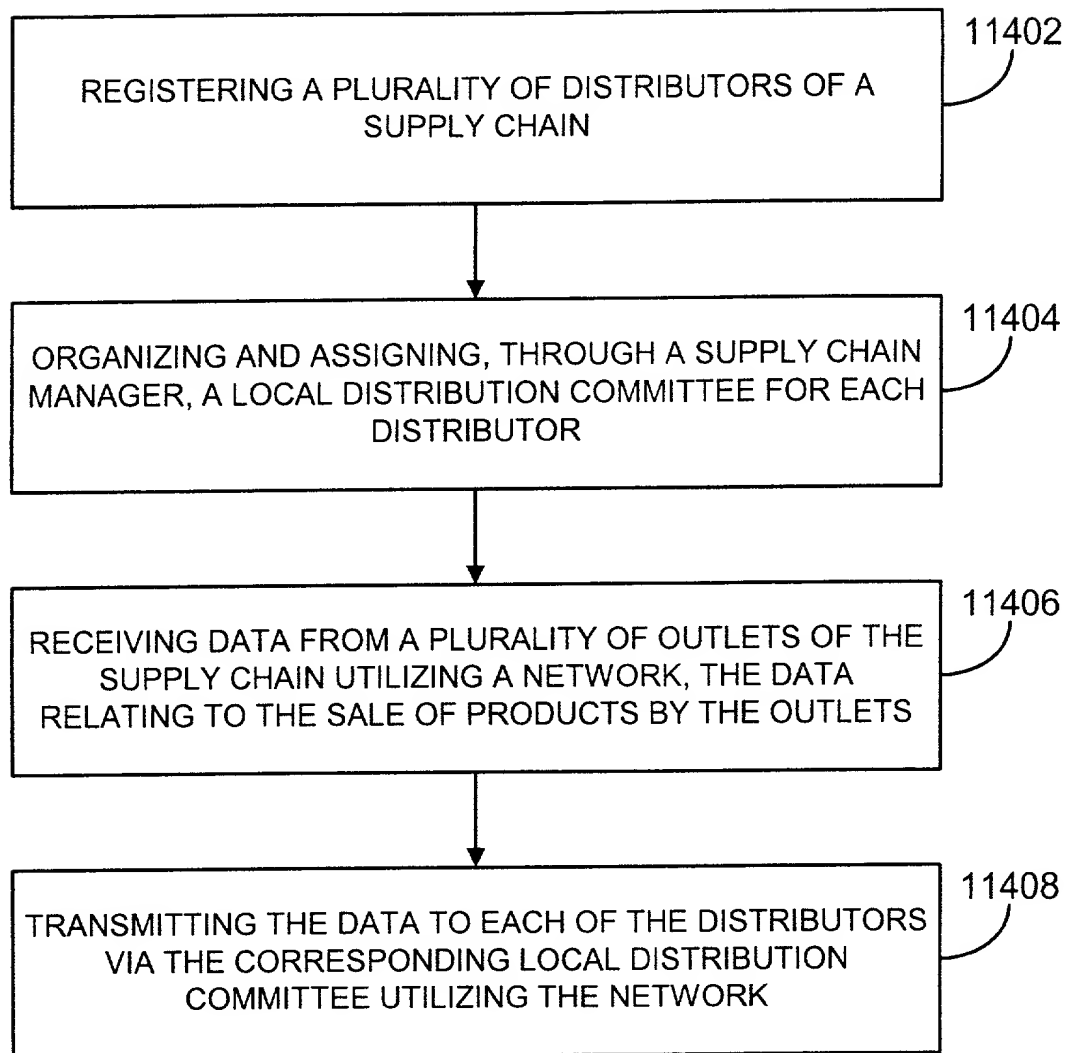 11402
REGISTERING A PLURALITY OF DISTRIBUTORS OF A
SUPPLY CHAIN
11404
ORGANIZING AND ASSIGNING, THROUGH A SUPPLY CHAIN
MANAGER, A LOCAL DISTRIBUTION COMMITTEE FOR EACH
DISTRIBUTOR
11406
RECEIVING DATA FROM A PLURALITY OF OUTLETS OF THE
SUPPLY CHAIN UTILIZING A NETWORK, THE DATA
RELATING TO THE SALE OF PRODUCTS BY THE OUTLETS
11408
TRANSMITTING THE DATA TO EACH OF THE DISTRIBUTORS
VIA THE CORRESPONDING LOCAL DISTRIBUTION
COMMITTEE UTILIZING THE NETWORK